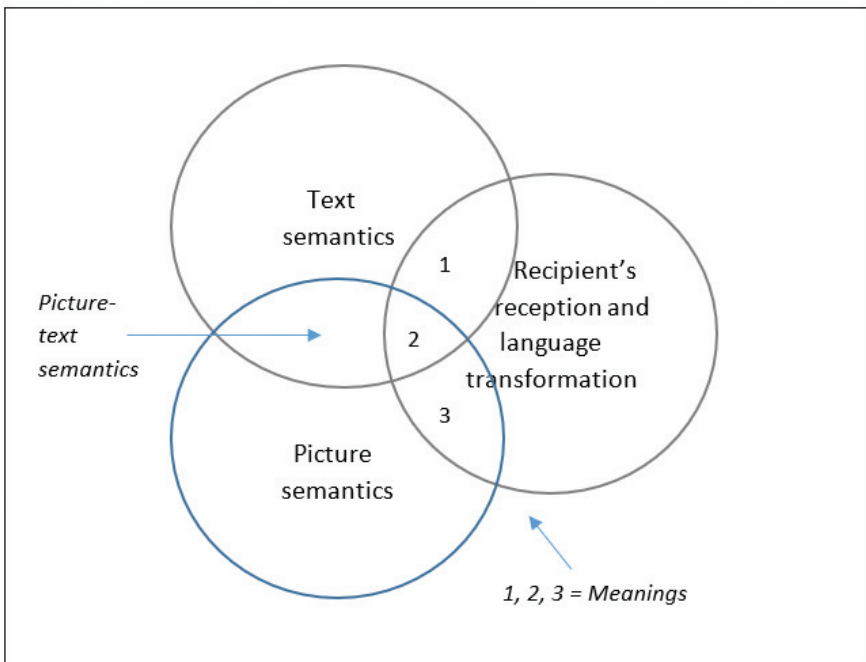 Text
semantics
1
Recipient’s
reception and
language
transformation
Picture-
text
semantics
2
3
Picture
semantics
1, 2, 3 = Meanings